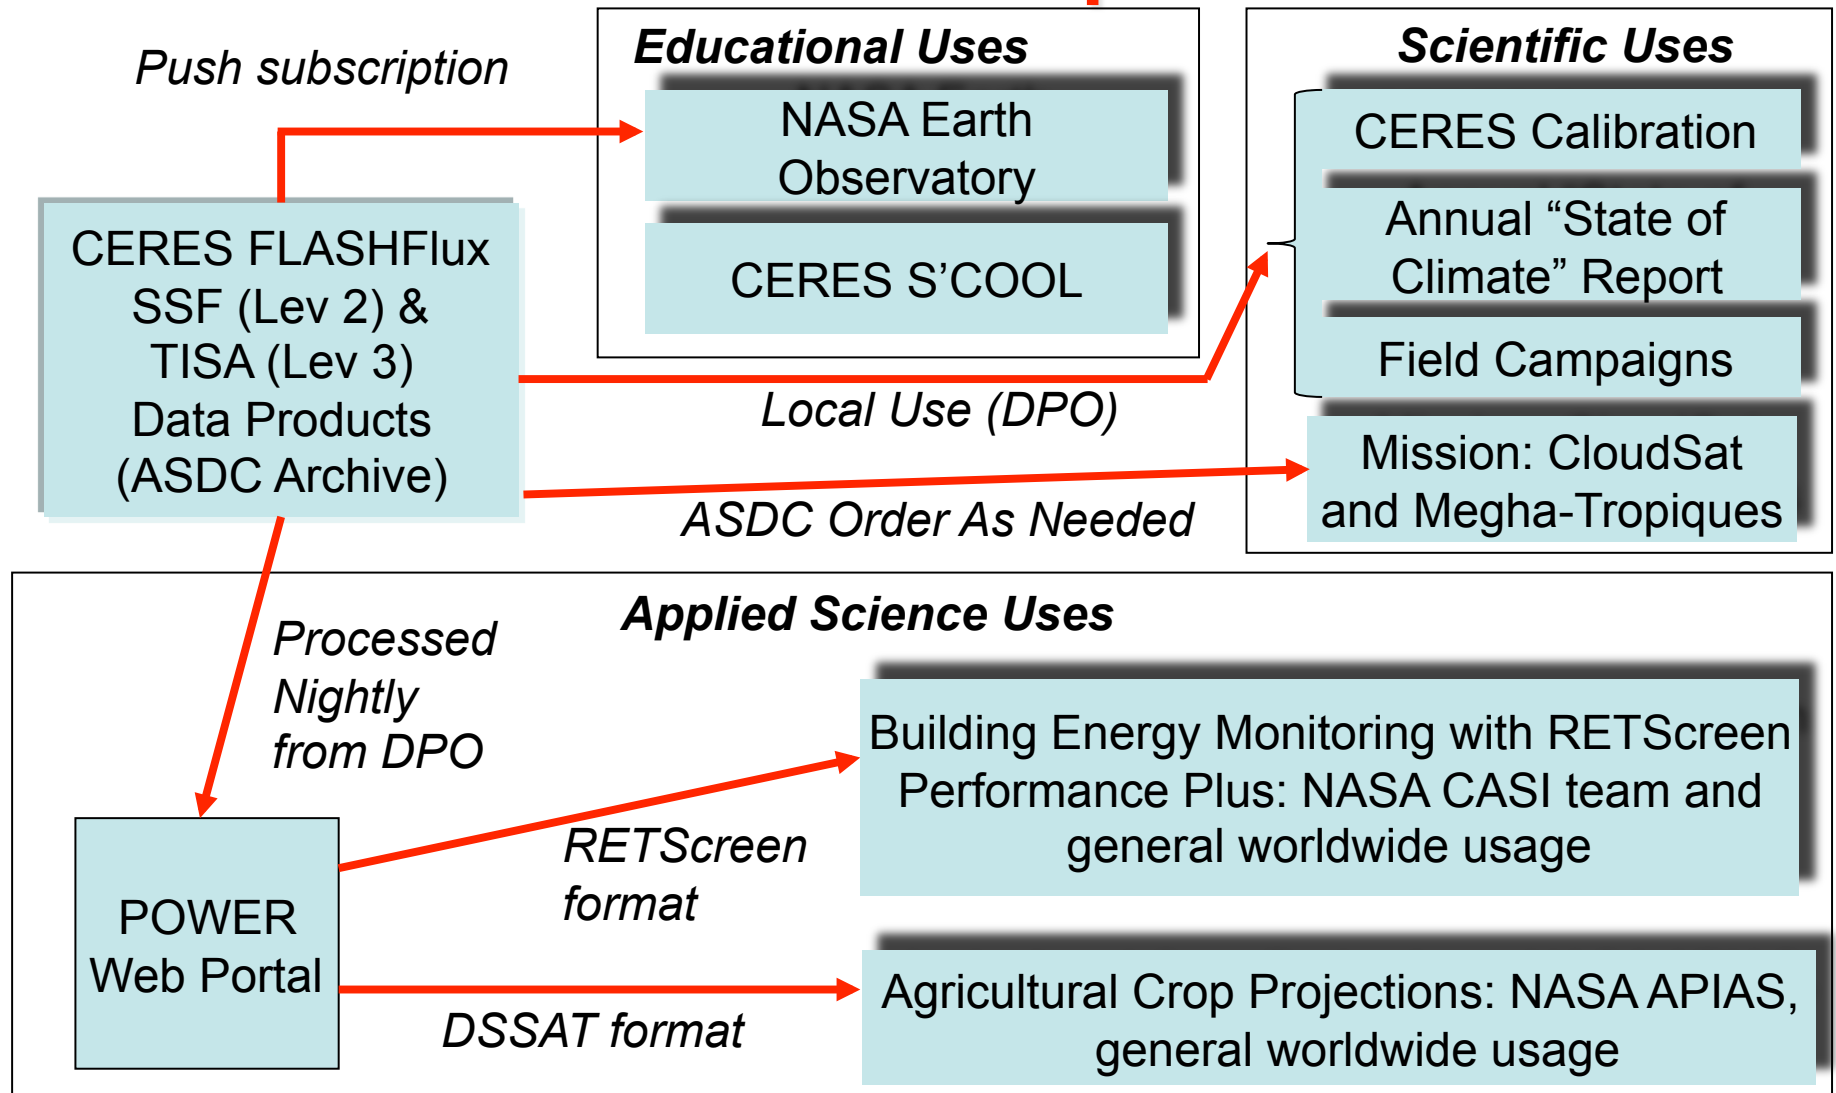 Push subscription
Educational Uses
NASA Earth
Observatory
CERES S’COOL
Scientific Uses
CERES Calibration
Annual “State of
Climate” Report
Field Campaigns
Mission: CloudSat
and Megha-Tropiques
CERES FLASHFlux
SSF (Lev 2) &
TISA (Lev 3)
Data Products
(ASDC Archive)
Local Use (DPO)
ASDC Order As Needed
Applied Science Uses
Processed
Nightly
from DPO
POWER
Web Portal
RETScreen
format
DSSAT format
Building Energy Monitoring with RETScreen
Performance Plus: NASA CASI team and
general worldwide usage
Agricultural Crop Projections: NASA APIAS,
general worldwide usage